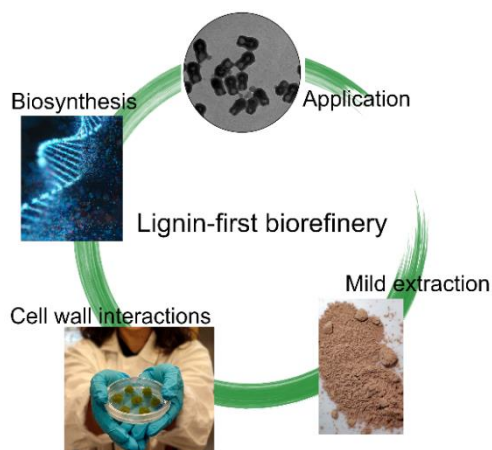 Application
Biosynthesis
Lignin-first biorefinery
Mild extraction
Cell wall interactions